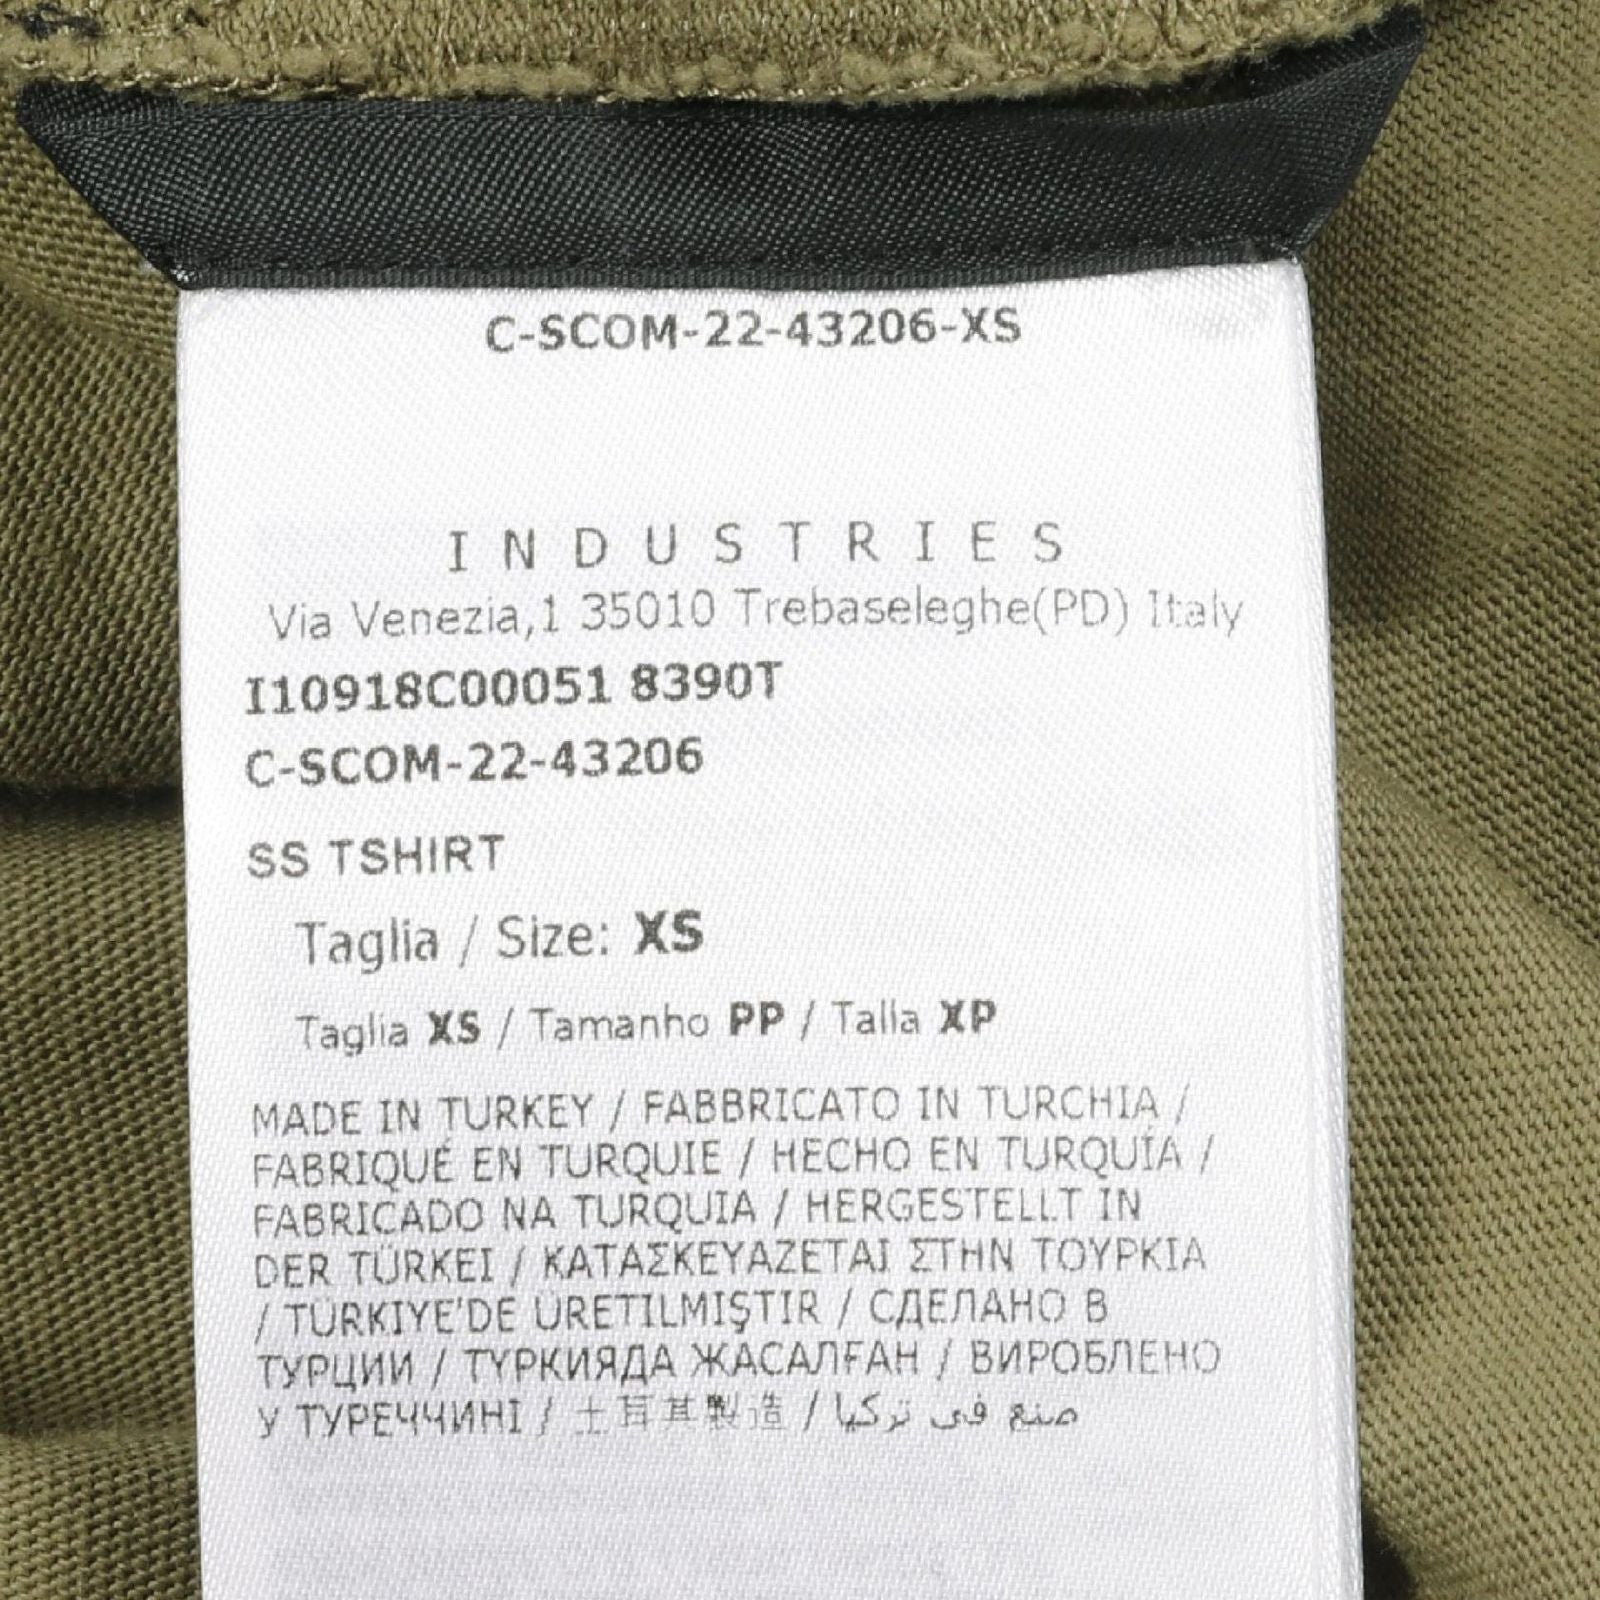 C-SCOM-22-43206-XS
INDUSTRIES
Via Venezia,1 35010 Trebaseleghe(PD) Italy
I10918C00051 8390T
C-SCOM-22-43206
SS TSHIRT
Taglia / Size: XS
Taglia XS / Tamanho PP / Talla XP
MADE IN TURKEY / FABBRICATO IN TURCHIA /
FABRIQUÉ EN TURQUIE / HECHO EN TURQUÍA /
FABRICADO NA TURQUIA / HERGESTELLT IN
DER TÜRKEI / ΚΑΤΑΣΚΕΥΑΖΕΤΑΙ ΣΤΗΝ ΤΟΥΡΚΙΑ
/ TÜRKIYE'DE ÜRETILMIŞTIR / СДЕЛАНО В
ТУРЦИИ / ТҮРКИЯДА ЖАСАЛҒАН / ВИРОБЛЕНО
У ТУРЕЧЧИНІ / 土耳其製造 / صنع في تركيا